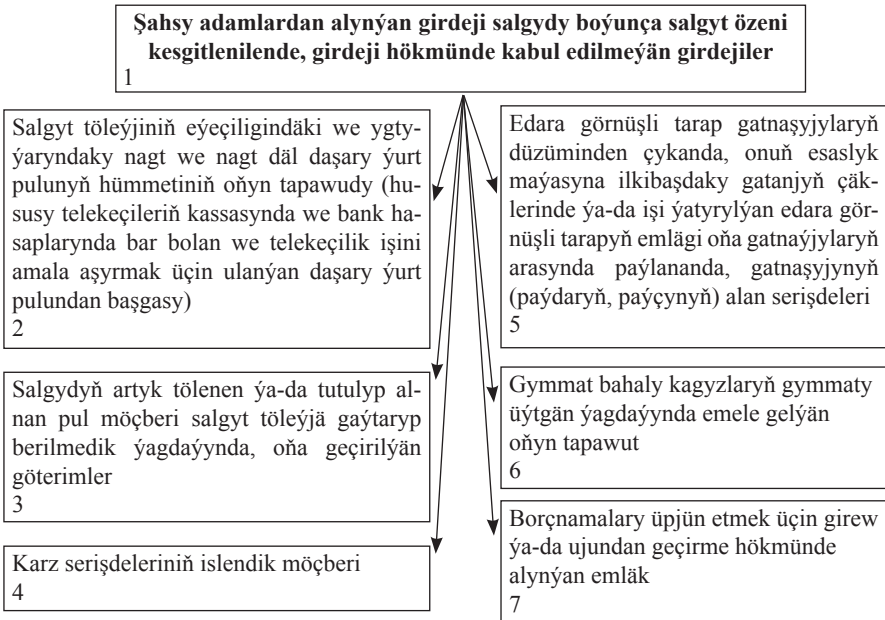 Şahsy adamlardan alynýan girdeji salgydy boýunça salgyt özeni
kesgitlenilende, girdeji hökmünde kabul edilmeýän girdejiler
1
Salgyt töleýjiniň eýeçiligindäki we ygty-
ýaryndaky nagt we nagt däl daşary ýurt
pulunyň hümmetiniň oňyn tapawudy (hu-
susy telekeçileriň kassasynda we bank ha-
saplarynda bar bolan we telekeçilik işini
amala aşyrmak üçin ulanýan daşary ýurt
pulundan başgasy)
2
Salgydyň artyk tölenen ýa-da tutulyp al-
nan pul möçberi salgyt töleýjä gaýtaryp
berilmedik ýagdaýynda, oňa geçirilýän
göterimler
3
Karz serişdeleriniň islendik möçberi
4
Edara görnüşli tarap gatnaşyjylaryň
düzüminden çykanda, onuň esaslyk
maýasyna ilkibaşdaky gatanjyň çäk-
lerinde ýa-da işi ýatyrylýan edara gör-
nüşli tarapyň emlägi oňa gatnaýjylaryň
arasynda paýlananda, gatnaşyjynyň
(paýdaryň, paýçynyň) alan serişdeleri
5
Gymmat bahaly kagyzlaryň gymmaty
üýtgän ýagdaýynda emele gelýän
oňyn tapawut
6
Borçnamalary üpjün etmek üçin girew
ýa-da ujundan geçirme hökmünde
alynýan emläk
7